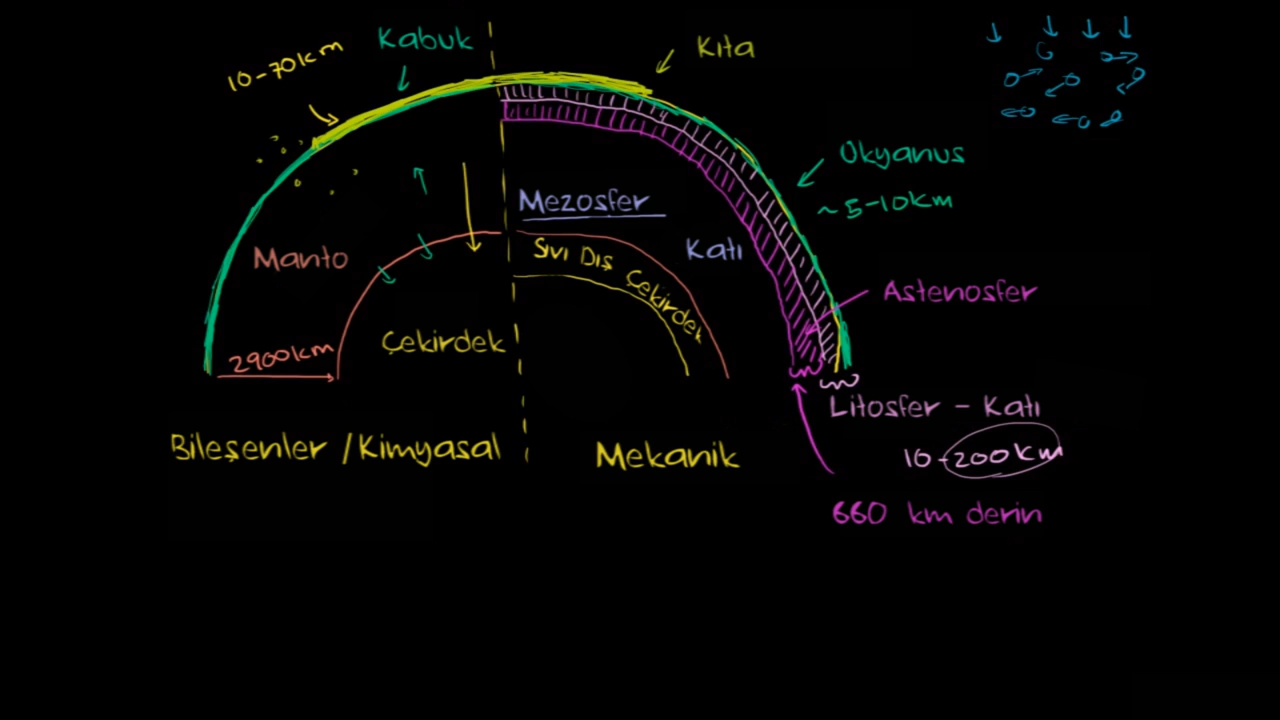 Kabuk
10-70km
Kıta
Okyanus
~5-10km
Mezosfer
Katı
Manto
Sıvı Dış Çekirdek
Astenosfer
Çekirdek
2900km
Litosfer - Katı
10-200km
Bileşenler /Kimyasal
Mekanik
660 km derin